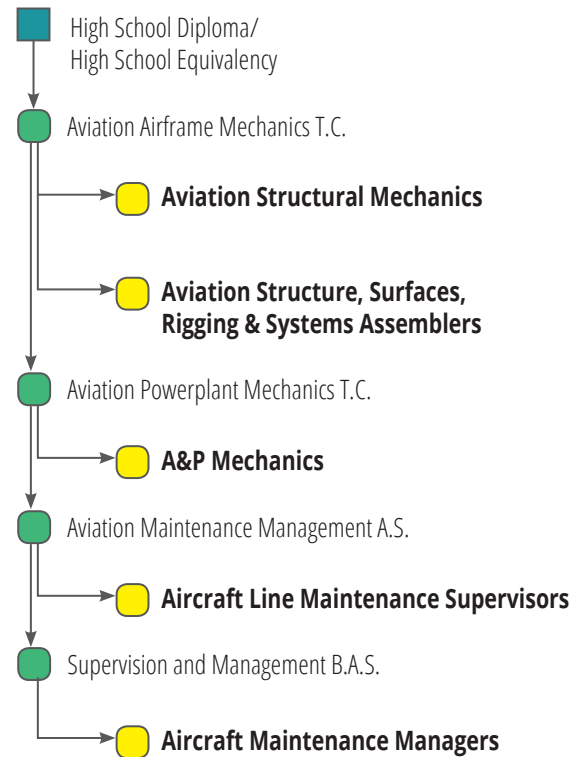 High School Diploma/
High School Equivalency
Aviation Airframe Mechanics T.C.
Aviation Structural Mechanics
Aviation Structure, Surfaces,
Rigging & Systems Assemblers
Aviation Powerplant Mechanics T.C.
A&P Mechanics
Aviation Maintenance Management A.S.
Aircraft Line Maintenance Supervisors
Supervision and Management B.A.S.
Aircraft Maintenance Managers